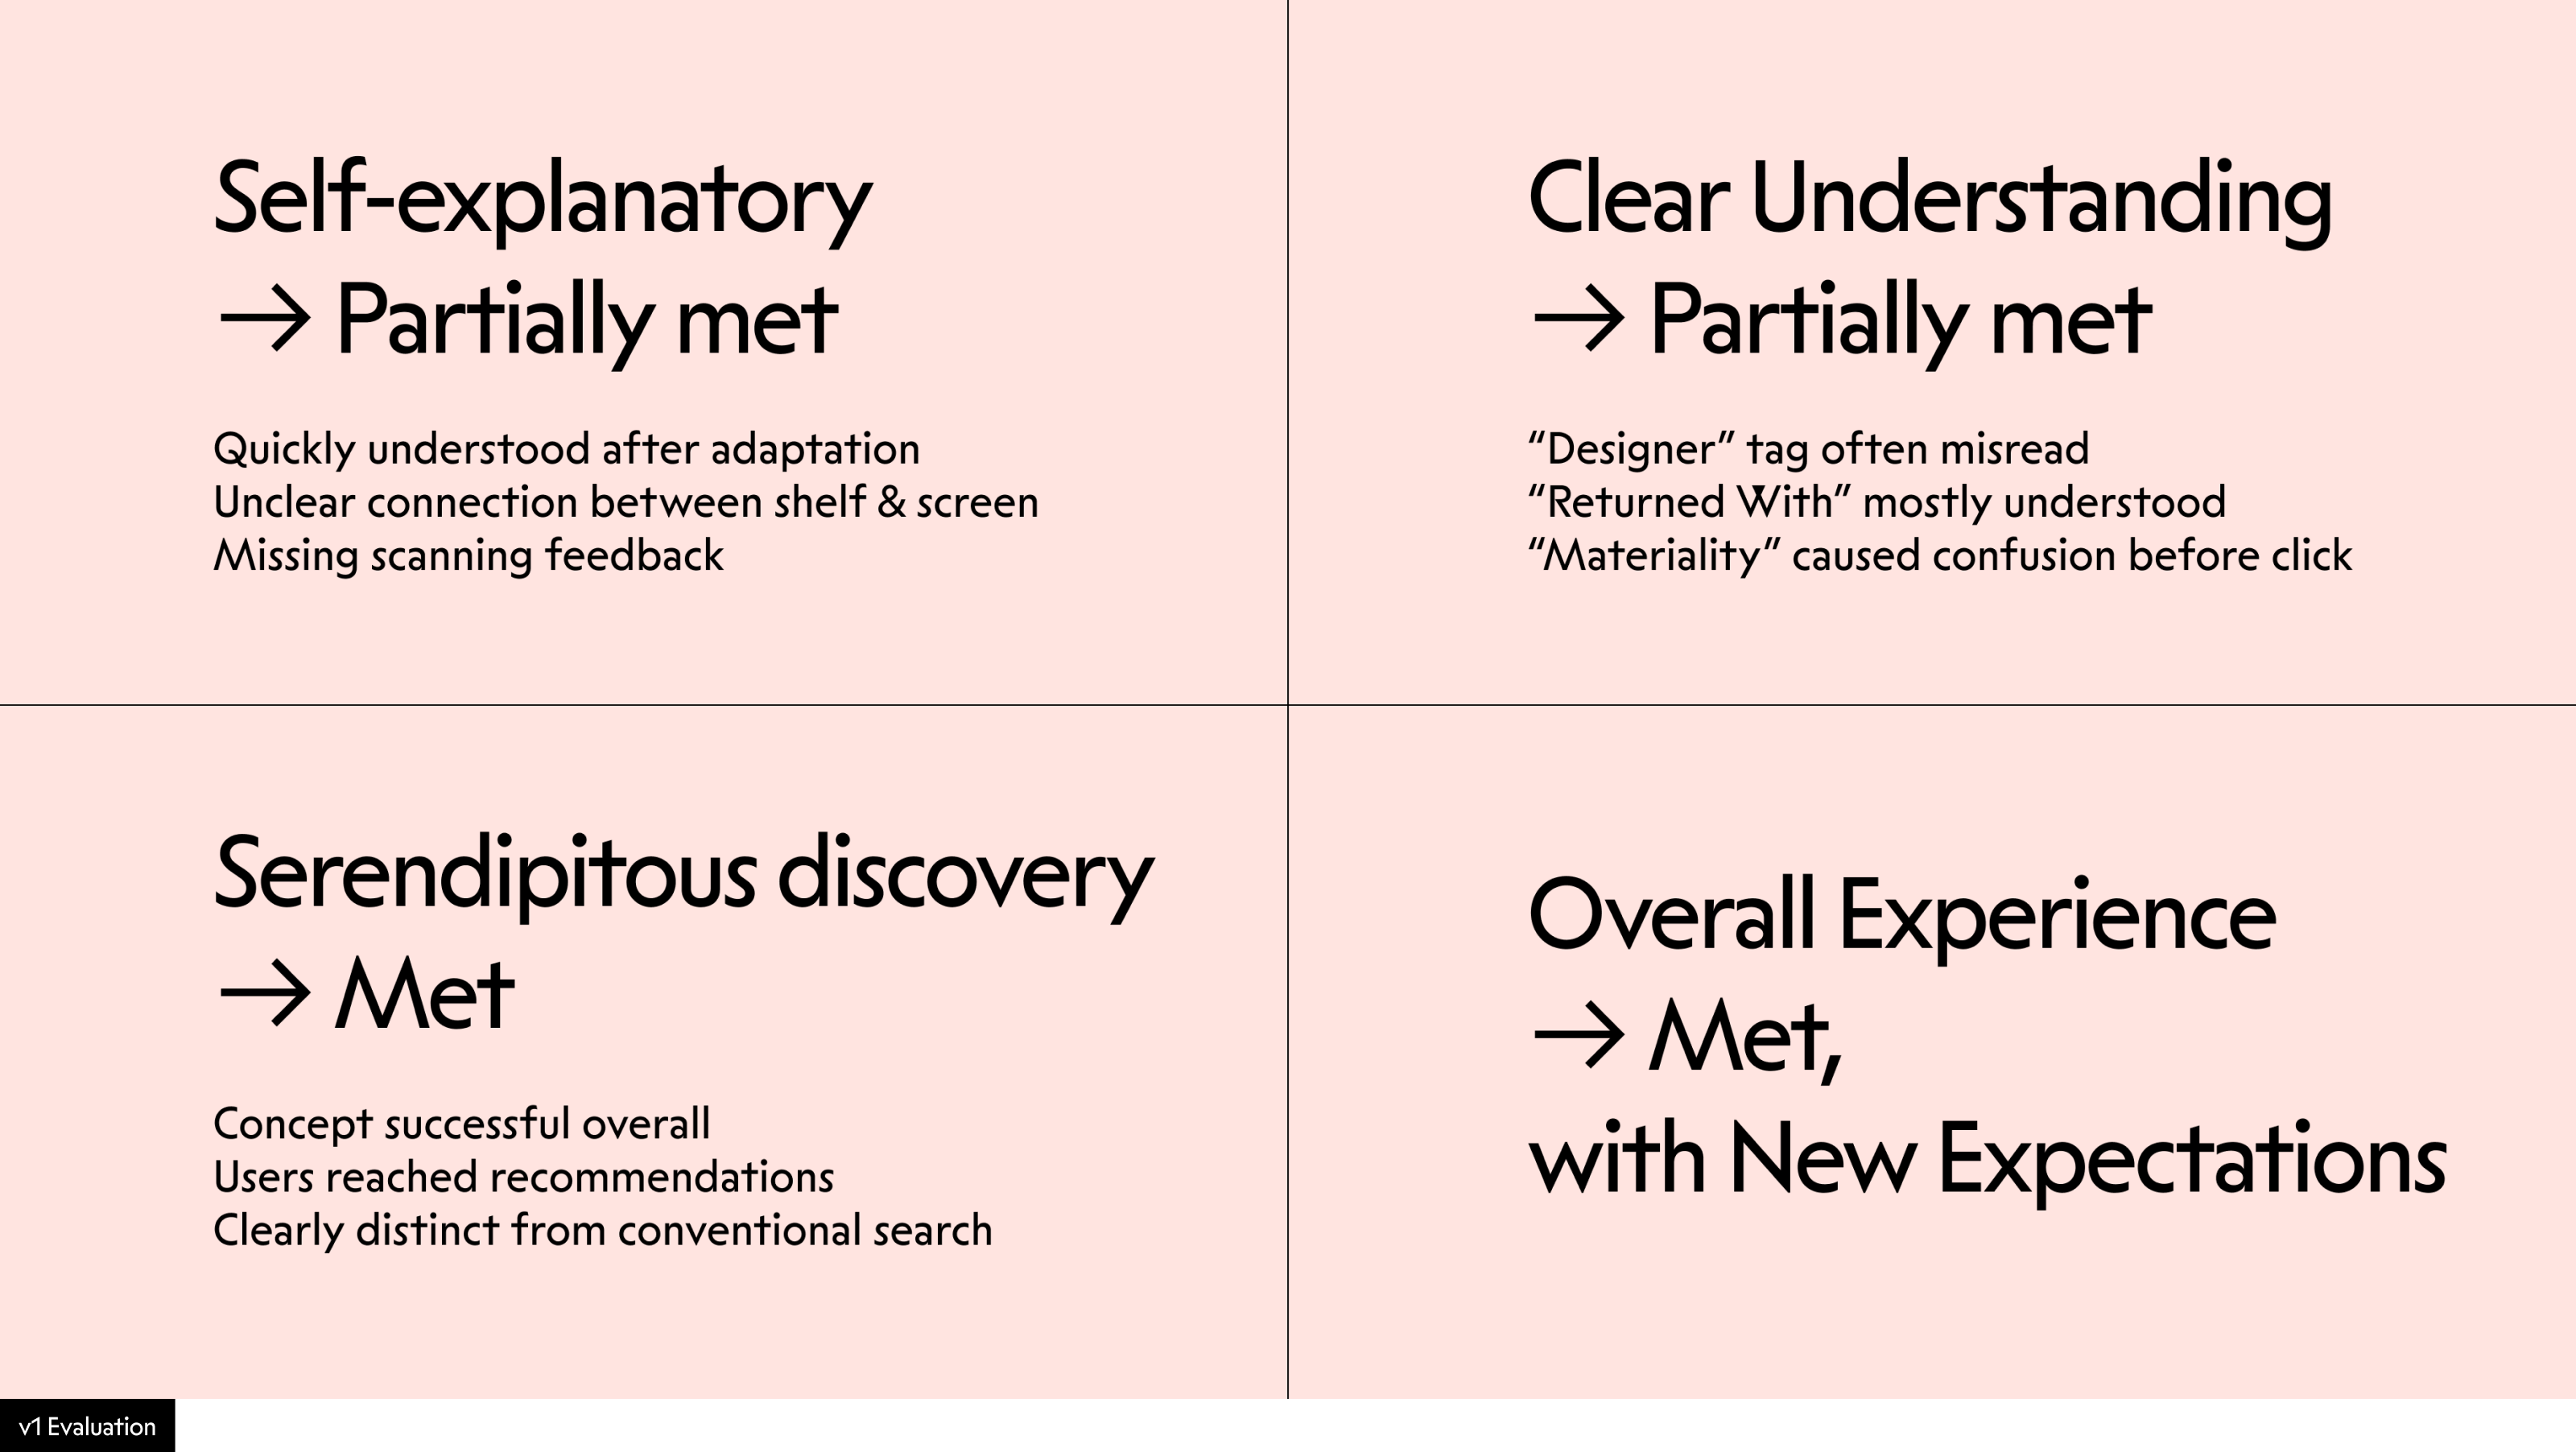 Self-explanatory
→ Partially met
Quickly understood after adaptation
Unclear connection between shelf & screen
Missing scanning feedback
Clear Understanding
→ Partially met
“Designer” tag often misread
“Returned With” mostly understood
“Materiality” caused confusion before click
Serendipitous discovery
→ Met
Concept successful overall
Users reached recommendations
Clearly distinct from conventional search
Overall Experience
→ Met,
with New Expectations
v1 Evaluation